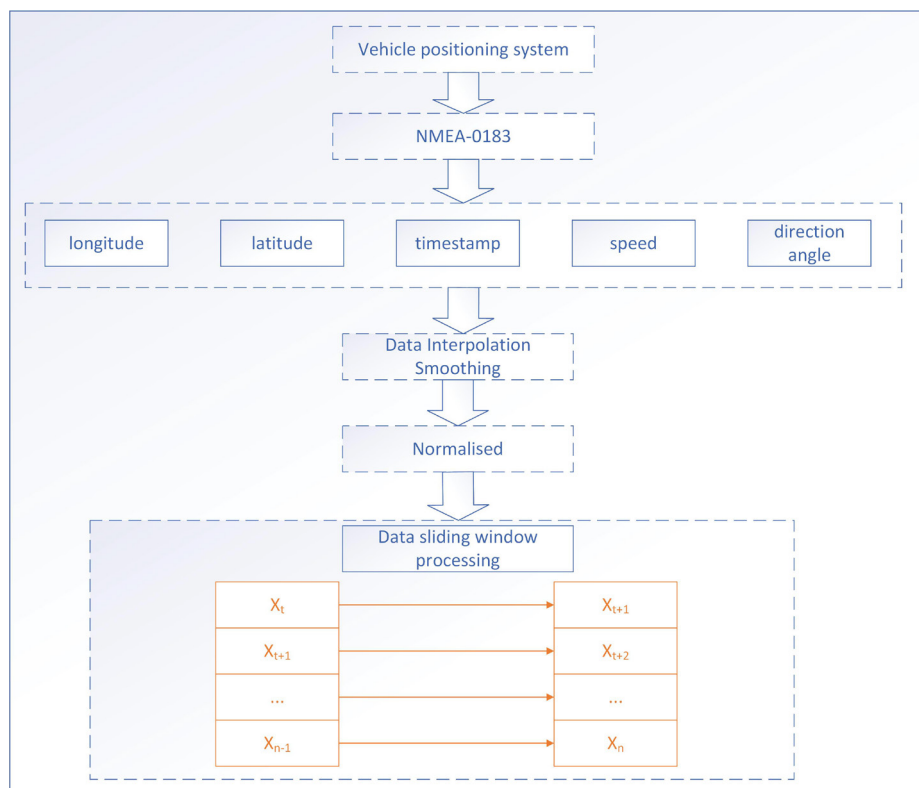 Vehicle positioning system
NMEA-0183
longitude latitude timestamp speed direction angle
Data Interpolation
Smoothing
Normalised
Data sliding window
processing
Xₜ Xₜ₊₁
Xₜ₊₁ Xₜ₊₂
... ...
Xₙ₋₁ Xₙ